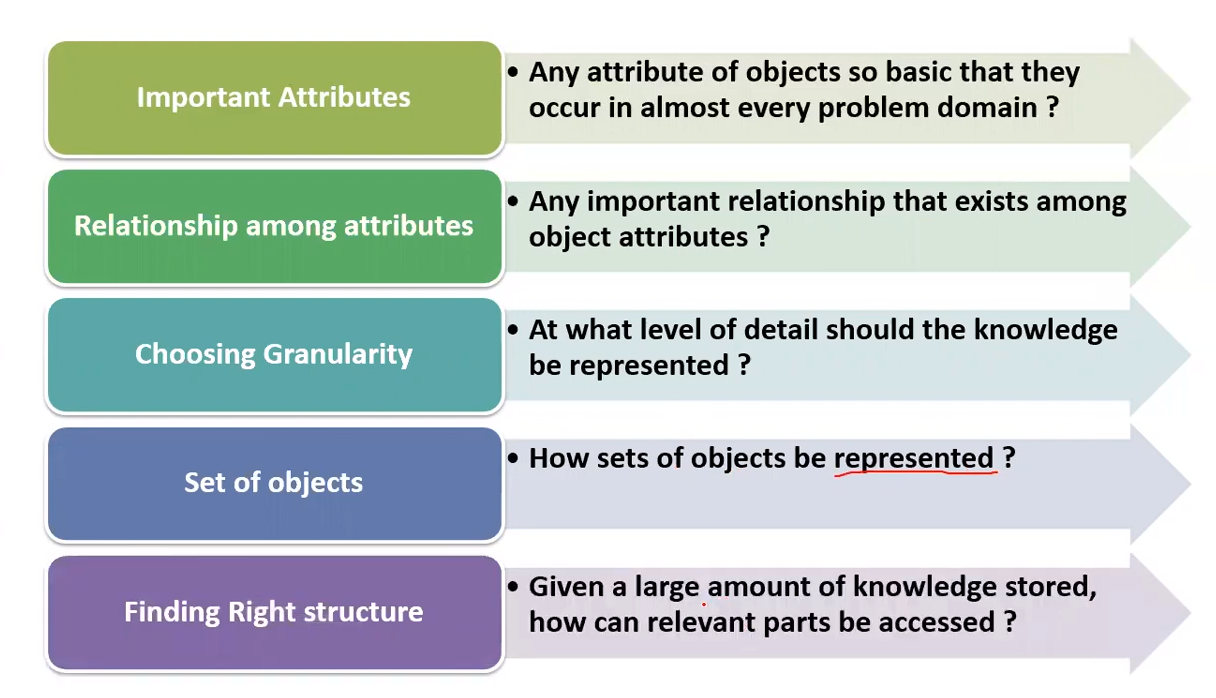 Important Attributes
• Any attribute of objects so basic that they
occur in almost every problem domain ?
Relationship among attributes
• Any important relationship that exists among
object attributes ?
Choosing Granularity
• At what level of detail should the knowledge
be represented ?
Set of objects
• How sets of objects be represented ?
Finding Right structure
• Given a large amount of knowledge stored,
how can relevant parts be accessed ?